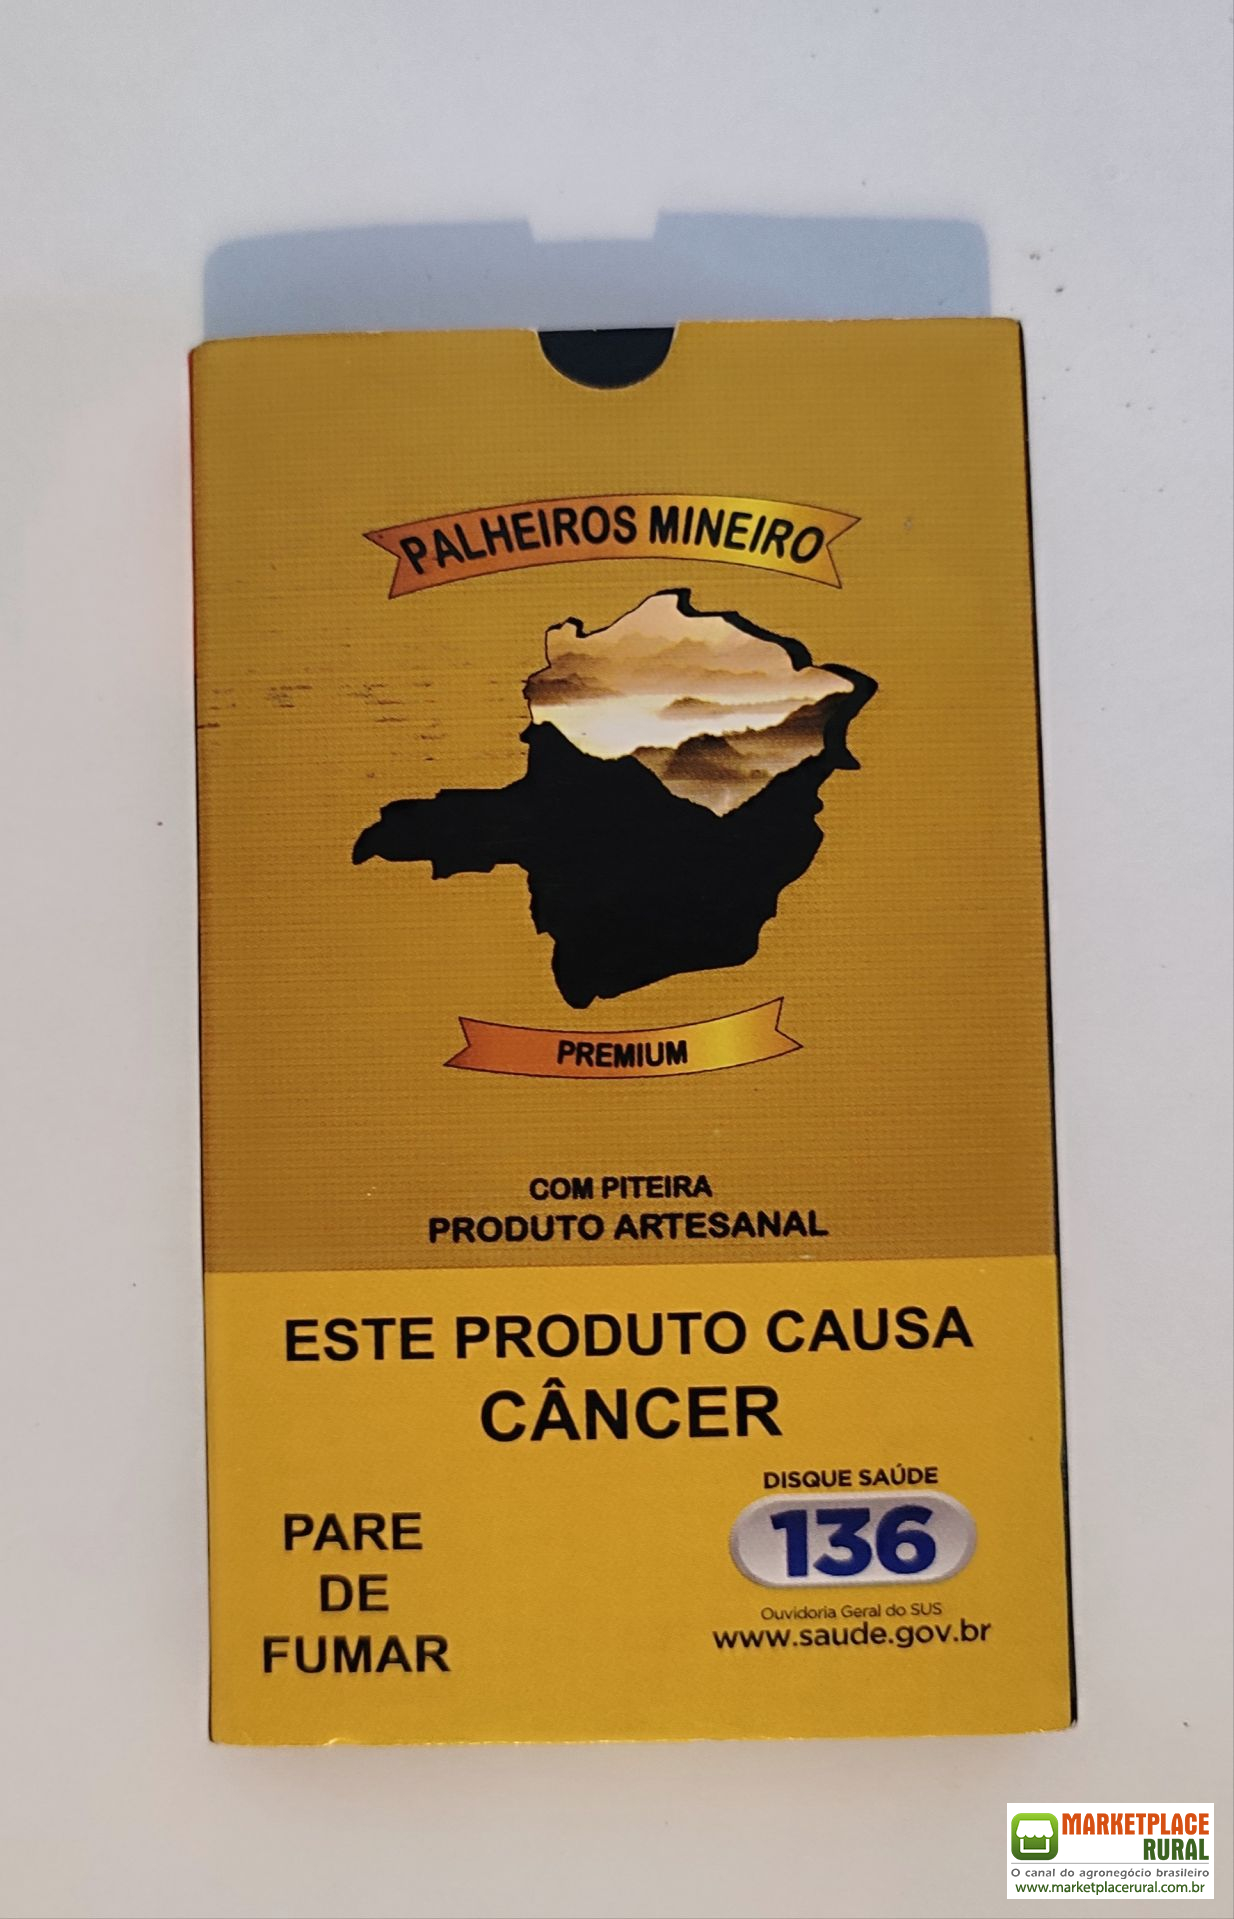 PALHEIROS MINEIRO
PREMIUM
COM PITEIRA
PRODUTO ARTESANAL
ESTE PRODUTO CAUSA
CÂNCER
PARE
DE
FUMAR
DISQUE SAÚDE
136
Ouvidoria Geral do SUS
www.saude.gov.br
MARKETPLACE
RURAL
O canal do agronegócio brasileiro
www.marketplacerural.com.br